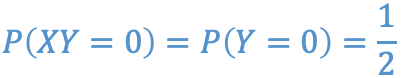 P(XY = 0) = P(Y = 0) = 1/2